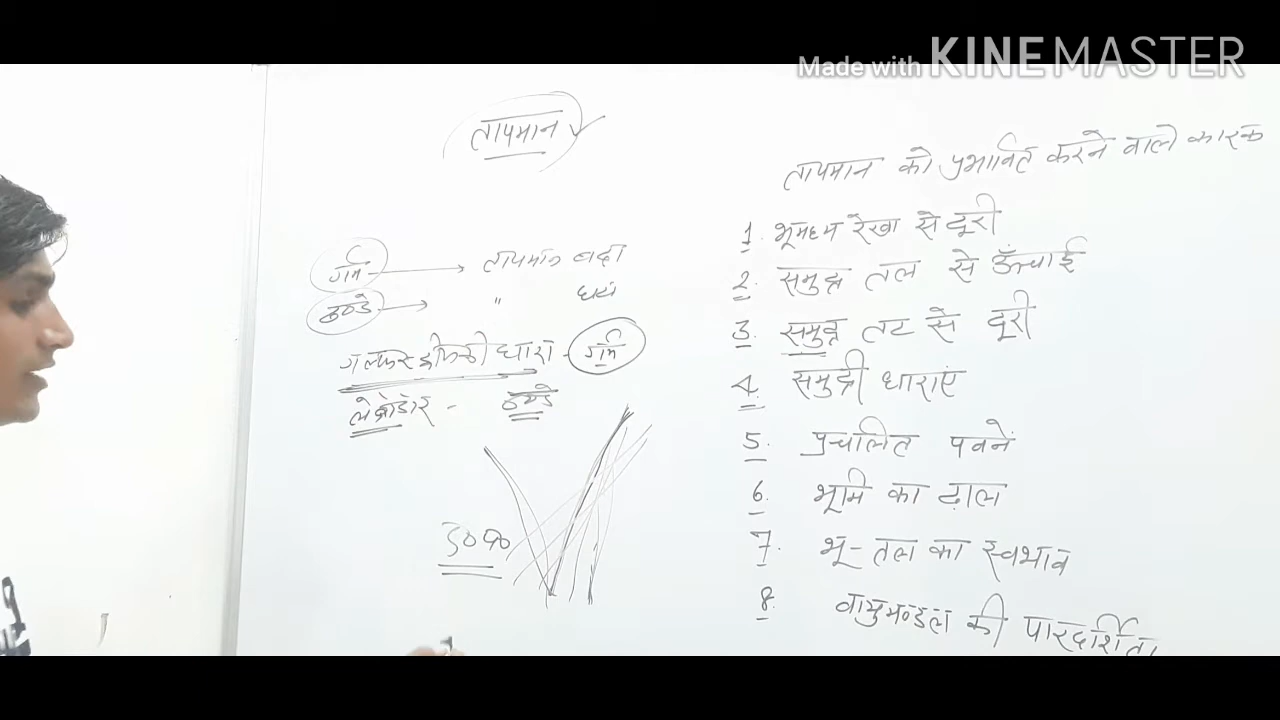 Made with KINEMASTER
तापमान
गर्म → तापमान बढ़ा
ठण्डे → " घटा
गल्फस्ट्रीम की धारा - गर्म
लेब्रोडोर - ठण्डे
तापमान को प्रभावित करने वाले कारक
1. भूमध्य रेखा से दूरी
2. समुद्र तल से ऊँचाई
3. समुद्र तट से दूरी
4. समुद्री धाराएं
5. प्रचलित पवनें
6. भूमि का ढ़ाल
7. भू-तल का स्वभाव
8. वायुमण्डल की पारदर्शिता